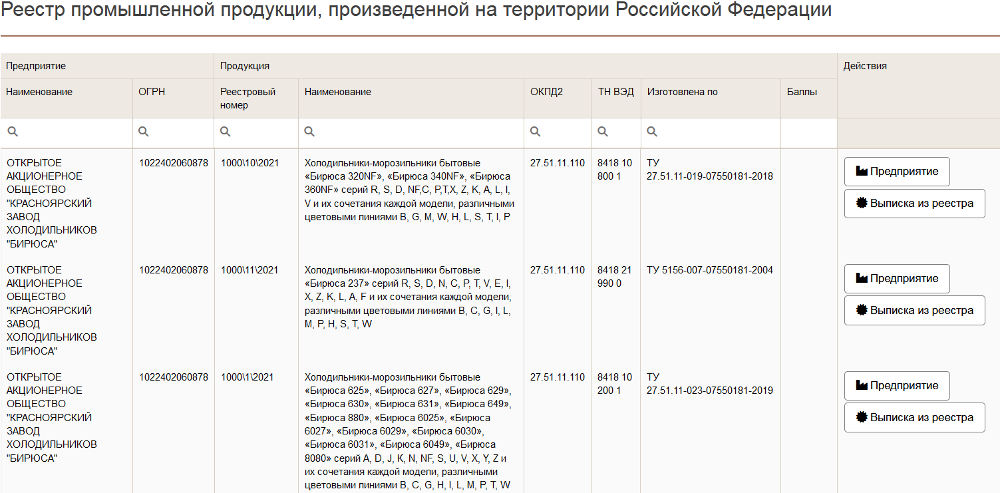 Реестр промышленной продукции, произведенной на территории Российской Федерации
Предприятие
Продукция
Действия
Наименование
ОГРН
Реестровый
номер
Наименование
ОКПД2
ТН ВЭД
Изготовлена по
Баллы
ОТКРЫТОЕ
АКЦИОНЕРНОЕ
ОБЩЕСТВО
"КРАСНОЯРСКИЙ
ЗАВОД
ХОЛОДИЛЬНИКОВ
"БИРЮСА"
1022402060878
1000\10\2021
Холодильники-морозильники бытовые
«Бирюса 320NF», «Бирюса 340NF», «Бирюса
360NF» серий R, S, D, NF,C, P,T,X, Z, K, A, L, I,
V и их сочетания каждой модели, различными
цветовыми линиями B, G, M, W, H, L, S, T, I, P
27.51.11.110
8418 10
800 1
ТУ
27.51.11-019-07550181-2018
Предприятие
Выписка из реестра
ОТКРЫТОЕ
АКЦИОНЕРНОЕ
ОБЩЕСТВО
"КРАСНОЯРСКИЙ
ЗАВОД
ХОЛОДИЛЬНИКОВ
"БИРЮСА"
1022402060878
1000\11\2021
Холодильники-морозильники бытовые
«Бирюса 237» серий R, S, D, N, C, P, T, V, E, I,
X, Z, K, L, A, F и их сочетания каждой модели,
различными цветовыми линиями B, C, G, I, L,
M, P, H, S, T, W
27.51.11.110
8418 21
990 0
ТУ 5156-007-07550181-2004
Предприятие
Выписка из реестра
ОТКРЫТОЕ
АКЦИОНЕРНОЕ
ОБЩЕСТВО
"КРАСНОЯРСКИЙ
ЗАВОД
ХОЛОДИЛЬНИКОВ
"БИРЮСА"
1022402060878
1000\1\2021
Холодильники-морозильники бытовые
«Бирюса 625», «Бирюса 627», «Бирюса 629»,
«Бирюса 630», «Бирюса 631», «Бирюса 649»,
«Бирюса 880», «Бирюса 6025», «Бирюса
6027», «Бирюса 6029», «Бирюса 6030»,
«Бирюса 6031», «Бирюса 6049», «Бирюса
8080» серий A, D, J, K, N, NF, S, U, V, X, Y, Z и
их сочетания каждой модели, различными
цветовыми линиями B, C, G, H, I, L, M, P, T, W
27.51.11.110
8418 10
200 1
ТУ
27.51.11-023-07550181-2019
Предприятие
Выписка из реестра